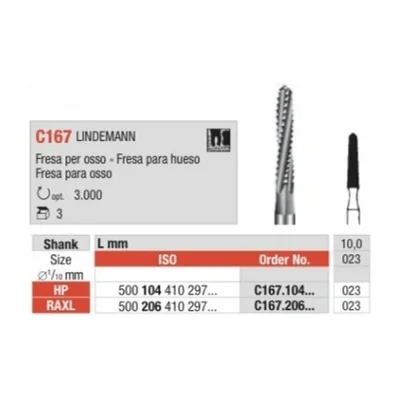 C167 LINDEMANN
Fresa per osso - Fresa para hueso
Fresa para osso
opt. 3.000
3
Shank L mm 10,0
Size ISO Order No. 023
∅ 1/10 mm
HP 500 104 410 297... C167.104... 023
RAXL 500 206 410 297... C167.206... 023